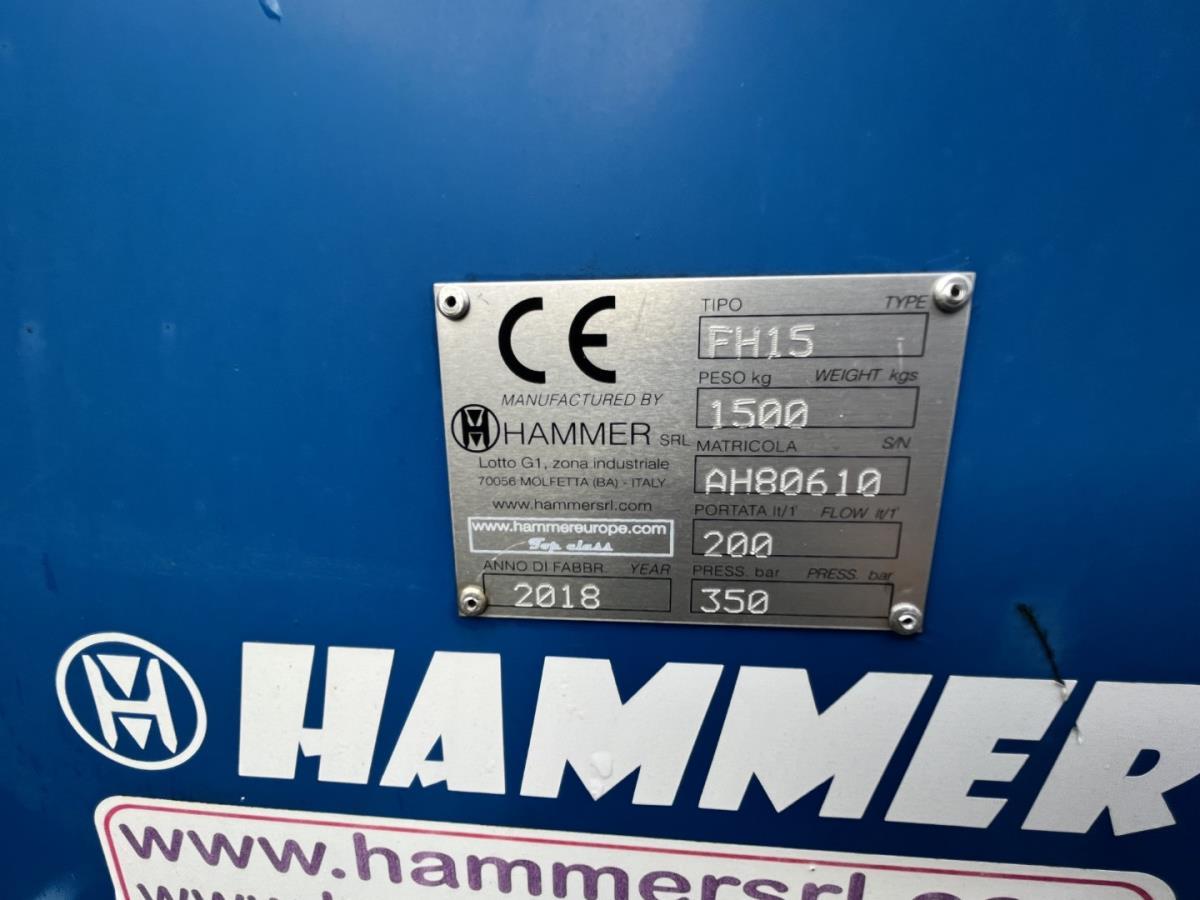 CE
MANUFACTURED BY
HAMMER SRL
Lotto G1, zona industriale
70056 MOLFETTA (BA) - ITALY
www.hammersrl.com
www.hammereurope.com
Top class
ANNO DI FABBR. YEAR
2018
TIPO TYPE
FH15
PESO kg WEIGHT kgs
1500
MATRICOLA S/N
AH80610
PORTATA lt/1' FLOW lt/1'
200
PRESS. bar PRESS. bar
350
HAMMER
www.hammersrl.co